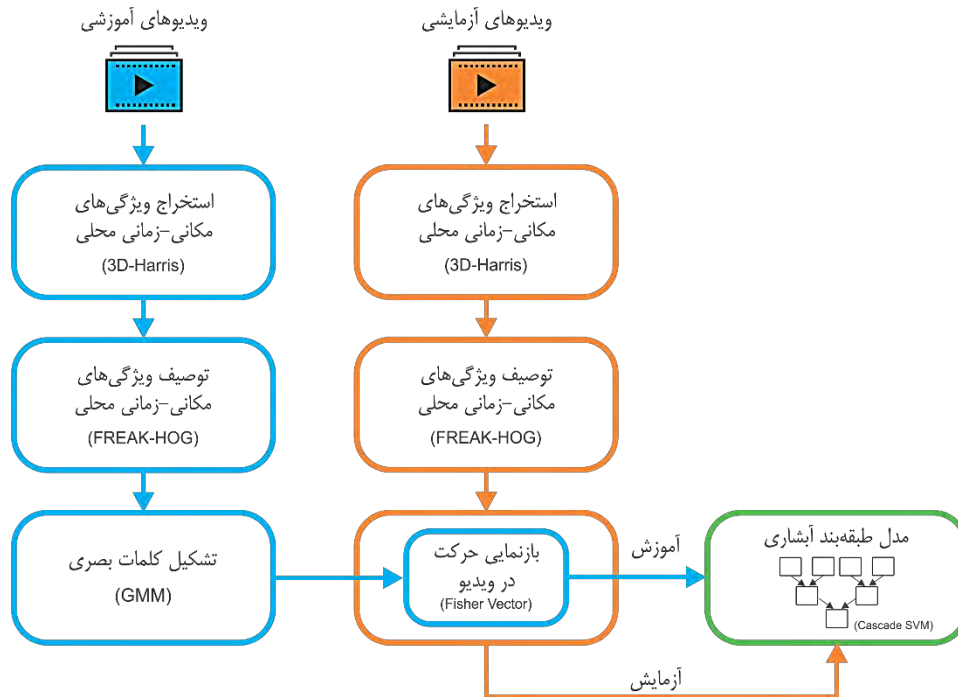 ویدیوهای آموزشی
ویدیوهای آزمایشی
استخراج ویژگی‌های
مکانی-زمانی محلی
(3D-Harris)
استخراج ویژگی‌های
مکانی-زمانی محلی
(3D-Harris)
توصیف ویژگی‌های
مکانی-زمانی محلی
(FREAK-HOG)
توصیف ویژگی‌های
مکانی-زمانی محلی
(FREAK-HOG)
تشکیل کلمات بصری
(GMM)
بازنمایی حرکت
در ویدیو
(Fisher Vector)
آموزش
مدل طبقه‌بند آبشاری
(Cascade SVM)
آزمایش